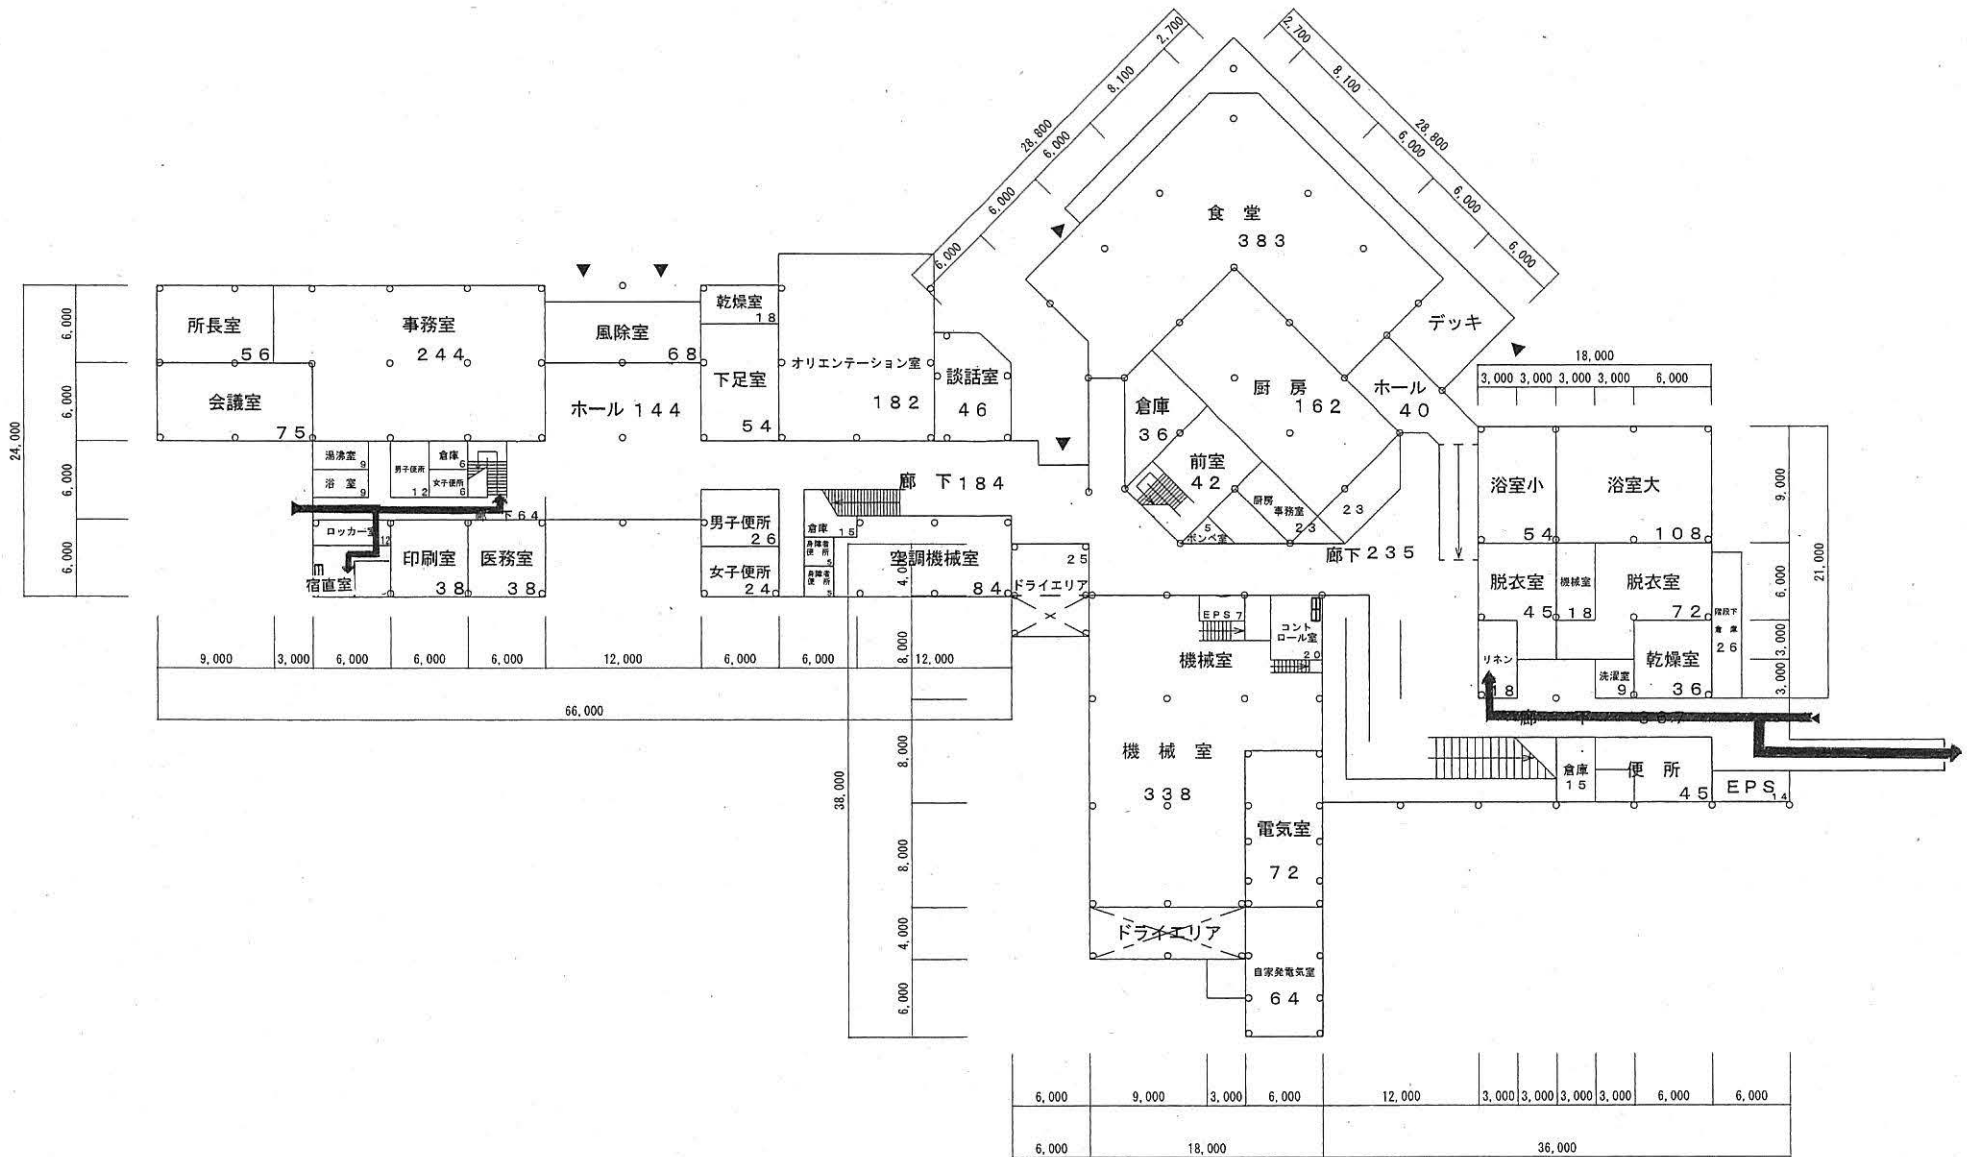 2,700
8,100
6,000
6,000
6,000
28,800
2,700
8,100
6,000
6,000
6,000
28,800
食 堂
383
デッキ
乾燥室
18
所長室
56
事務室
244
風除室
68
オリエンテーション室
182
下足室
54
談話室
46
会議室
75
ホール 144
厨 房
162
ホール
40
倉庫
36
前室
42
厨房
事務室
23
23
5
ボンベ室
18,000
3,000
3,000
3,000
3,000
6,000
6,000
6,000
6,000
6,000
24,000
湯沸室
9
浴 室
9
男子便所
12
倉庫
6
女子便所
6
廊 下 64
廊 下 184
ロッカー室
12
宿直室
印刷室
38
医務室
38
男子便所
26
女子便所
24
倉庫
15
身障者
便 所
5
身障者
便 所
5
空調機械室
84
25
ドライエリア
廊下 235
浴室小
54
浴室大
108
脱衣室
45
機械室
18
脱衣室
72
階段下
倉 庫
26
リネン
18
洗濯室
9
乾燥室
36
9,000
6,000
3,000
3,000
21,000
EPS 7
コント
ロール室
20
機械室
機 械 室
338
電気室
72
ドライエリア
自家発電気室
64
廊 下 367
倉庫
15
便 所
45
EPS
14
9,000
3,000
6,000
6,000
6,000
12,000
6,000
6,000
12,000
66,000
4,000
8,000
8,000
8,000
4,000
6,000
38,000
6,000
9,000
3,000
6,000
12,000
3,000
3,000
3,000
3,000
6,000
6,000
6,000
18,000
36,000